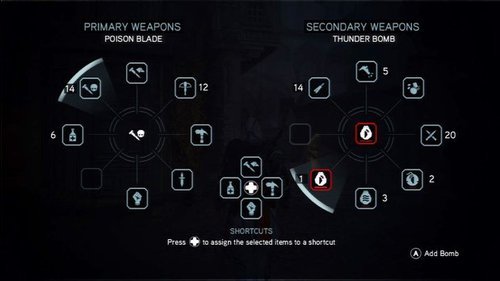 PRIMARY WEAPONS
POISON BLADE
SECONDARY WEAPONS
THUNDER BOMB
14
12
6
5
14
20
1
2
3
SHORTCUTS
Press to assign the selected items to a shortcut
A Add Bomb